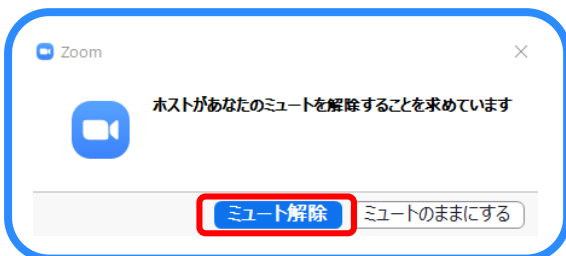 Zoom
ホストがあなたのミュートを解除することを求めています
ミュート解除 ミュートのままにする